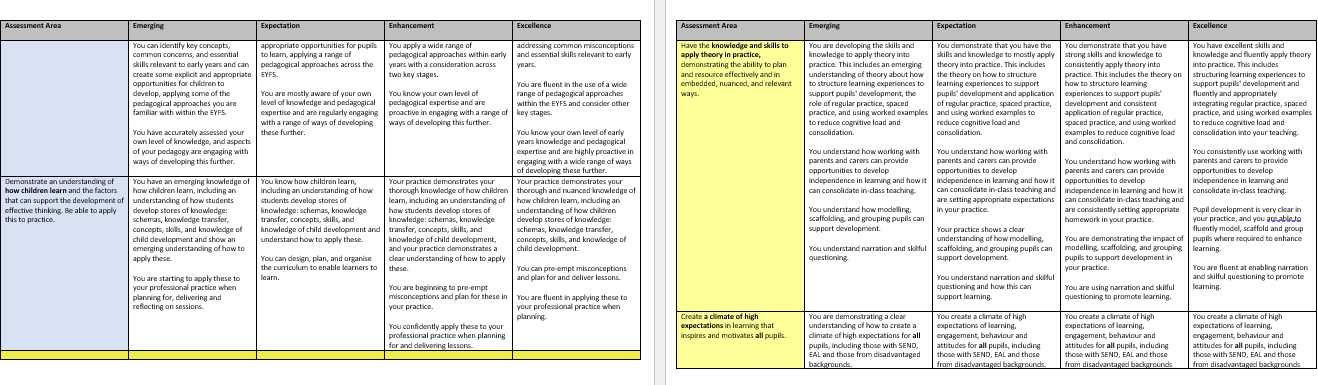 Assessment Area
Emerging
Expectation
Enhancement
Excellence
You can identify key concepts,
common concerns, and essential
skills relevant to early years and can
create some explicit and appropriate
opportunities for children to
develop, applying some of the
pedagogical approaches you are
familiar with within the EYFS.
You have accurately assessed your
own level of knowledge, and aspects
of your pedagogy are engaging with
ways of developing this further.
appropriate opportunities for pupils
to learn, applying a range of
pedagogical approaches across the
EYFS.
You are mostly aware of your own
level of knowledge and pedagogical
expertise and are regularly engaging
with a range of ways of developing
these further.
You apply a wide range of
pedagogical approaches within early
years with a consideration across
two key stages.
You know your own level of
pedagogical expertise and are
proactive in engaging with a range of
ways of developing this further.
addressing common misconceptions
and essential skills relevant to early
years.
You are fluent in the use of a wide
range of pedagogical approaches
within the EYFS and consider other
key stages.
You know your own level of early
years knowledge and pedagogical
expertise and are highly proactive in
engaging with a wide range of ways
of developing these further.
Demonstrate an understanding of
how children learn and the factors
that can support the development of
effective thinking. Be able to apply
this to practice.
You have an emerging knowledge of
how children learn, including an
understanding of how students
develop stores of knowledge:
schemas, knowledge transfer,
concepts, skills, and knowledge of
child development and show an
emerging understanding of how to
apply these.
You are starting to apply these to
your professional practice when
planning for, delivering and
reflecting on sessions.
You know how children learn,
including an understanding of how
students develop stores of
knowledge: schemas, knowledge
transfer, concepts, skills, and
knowledge of child development and
understand how to apply these.
You can design, plan, and organise
the curriculum to enable learners to
learn.
Your practice demonstrates your
thorough knowledge of how children
learn, including an understanding of
how students develop stores of
knowledge: schemas, knowledge
transfer, concepts, skills, and
knowledge of child development,
and your practice demonstrates a
clear understanding of how to apply
these.
You are beginning to pre-empt
misconceptions and plan for these in
your practice.
You confidently apply these to your
professional practice when planning
for and delivering lessons.
Your practice demonstrates your
thorough and nuanced knowledge of
how children learn, including an
understanding of how children
develop stores of knowledge:
schemas, knowledge transfer,
concepts, skills, and knowledge of
child development.
You can pre-empt misconceptions
and plan for and deliver lessons.
You are fluent in applying these to
your professional practice when
planning.
Assessment Area
Emerging
Expectation
Enhancement
Excellence
Have the knowledge and skills to
apply theory in practice,
demonstrating the ability to plan
and resource effectively and in
embedded, nuanced, and relevant
ways.
You are developing the skills and
knowledge to apply theory into
practice. This includes an emerging
understanding of theory about how
to structure learning experiences to
support pupils' development, the
role of regular practice, spaced
practice, and using worked examples
to reduce cognitive load and
consolidation.
You understand how working with
parents and carers can provide
opportunities to develop
independence in learning and how it
can consolidate in-class teaching.
You understand how modelling,
scaffolding, and grouping pupils can
support development.
You understand narration and skilful
questioning.
You demonstrate that you have the
skills and knowledge to mostly apply
theory into practice. This includes
the theory on how to structure
learning experiences to support
pupils' development and application
of regular practice, spaced practice,
and using worked examples to
reduce cognitive load and
consolidation.
You understand how working with
parents and carers can provide
opportunities to develop
independence in learning and how it
can consolidate in-class teaching and
are setting appropriate expectations
in your practice.
Your practice shows a clear
understanding of how modelling,
scaffolding, and grouping pupils can
support development.
You understand narration and skilful
questioning and how this can
support learning.
You demonstrate that you have
strong skills and knowledge to
consistently apply theory into
practice. This includes the theory on
how to structure learning
experiences to support pupils'
development and consistent
application of regular practice,
spaced practice, and using worked
examples to reduce cognitive load
and consolidation.
You understand how working with
parents and carers can provide
opportunities to develop
independence in learning and how it
can consolidate in-class teaching and
are consistently setting appropriate
homework in your practice.
You are demonstrating the impact of
modelling, scaffolding, and grouping
pupils to support development in
your practice.
You are using narration and skilful
questioning to promote learning.
You have excellent skills and
knowledge and fluently apply theory
into practice. This includes
structuring learning experiences to
support pupils' development and
fluently and appropriately
integrating regular practice, spaced
practice, and using worked examples
to reduce cognitive load and
consolidation into your teaching.
You consistently use working with
parents and carers to provide
opportunities to develop
independence in learning and
consolidate in-class teaching.
Pupil development is very clear in
your practice, and you are able to
fluently model, scaffold and group
pupils where required to enhance
learning.
You are fluent at enabling narration
and skilful questioning to promote
learning.
Create a climate of high
expectations in learning that
inspires and motivates all pupils.
You are demonstrating a clear
understanding of how to create a
climate of high expectations for all
pupils, including those with SEND,
EAL and those from disadvantaged
backgrounds.
You create a climate of high
expectations of learning,
engagement, behaviour and
attitudes for all pupils, including
those with SEND, EAL and those
from disadvantaged backgrounds.
You create a climate of high
expectations of learning,
engagement, behaviour and
attitudes for all pupils, including
those with SEND, EAL and those
from disadvantaged backgrounds
You create a climate of high
expectations of learning,
engagement, behaviour and
attitudes for all pupils, including
those with SEND, EAL and those
from disadvantaged backgrounds